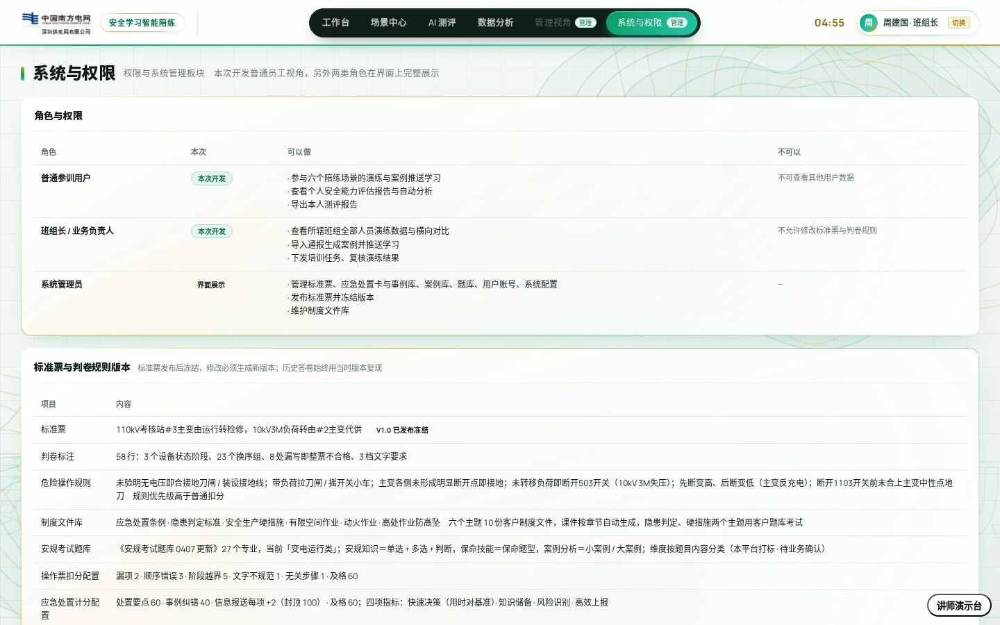 中国南方电网
CHINA SOUTHERN POWER GRID
深圳供电局有限公司
安全学习智能陪练
工作台
场景中心
AI 测评
数据分析
管理视角 管理
系统与权限 管理
04:55
周
周建国 · 班组长
切换
系统与权限
权限与系统管理板块 本次开发普通员工视角，另外两类角色在界面上完整展示
角色与权限
角色 本次 可以做 不可以
普通参训用户 本次开发
· 参与六个陪练场景的演练与案例推送学习
· 查看个人安全能力评估报告与自动分析
· 导出本人测评报告
不可查看其他用户数据
班组长 / 业务负责人 本次开发
· 查看所辖班组全部人员演练数据与横向对比
· 导入通报生成案例并推送学习
· 下发培训任务、复核演练结果
不允许修改标准票与判卷规则
系统管理员 界面展示
· 管理标准票、应急处置卡与事例库、案例库、题库、用户账号、系统配置
· 发布标准票并冻结版本
· 维护制度文件库
—
标准票与判卷规则版本 标准票发布后冻结，修改必须生成新版本；历史答卷始终用当时版本复现
项目 内容
标准票 110kV考核站#3主变由运行转检修，10kV3M负荷转由#2主变代供 V1.0 已发布冻结
判卷标注 58 行：3 个设备状态阶段、23 个换序组、8 处漏写即整票不合格、3 档文字要求
危险操作规则 未验明无电压即合接地刀闸 / 装设接地线；带负荷拉刀闸 / 摇开关小车；主变各侧未形成明显断开点即接地；未转移负荷即断开503开关（10kV 3M失压）；先断变高、后断变低（主变反充电）；断开1103开关前未合上主变中性点地
刀 规则优先级高于普通扣分
制度文件库 应急处置条例 · 隐患判定标准 · 安全生产硬措施 · 有限空间作业 · 动火作业 · 高处作业防高坠 六个主题 10 份客户制度文件，课件按章节自动生成，隐患判定、硬措施两个主题用客户题库考试
安规考试题库 《安规考试题库 0407 更新》27 个专业，当前「变电运行类」；安规知识＝单选 + 多选 + 判断，保命技能＝保命题型，案例分析＝小案例 / 大案例；维度按题目内容分类（本平台打标 · 待业务确认）
操作票扣分配置 漏项 2 · 顺序错误 3 · 阶段越界 5 · 文字不规范 1 · 无关步骤 1 · 及格 60
应急处置计分配
置
处置要点 60 · 事例纠错 40 · 信息报送每项 +2（封顶 100） · 及格 60；四项指标：快速决策（用时对基准）· 知识储备 · 风险识别 · 高效上报
讲师演示台